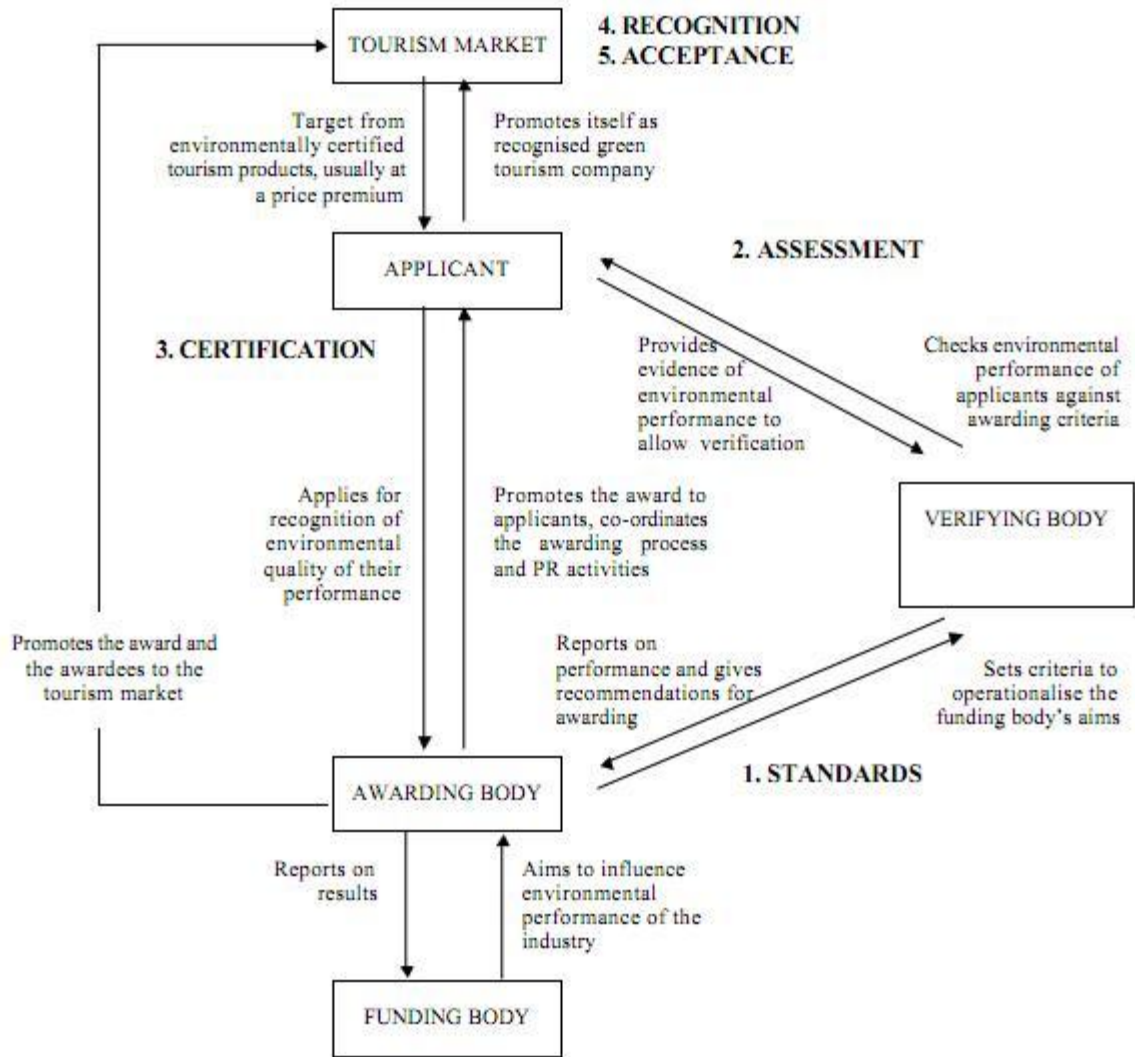 TOURISM MARKET
4. RECOGNITION
5. ACCEPTANCE
Target from
environmentally certified
tourism products, usually at
a price premium
Promotes itself as
recognised green
tourism company
APPLICANT
2. ASSESSMENT
3. CERTIFICATION
Provides
evidence of
environmental
performance to
allow verification
Checks environmental
performance of
applicants against
awarding criteria
Applies for
recognition of
environmental
quality of their
performance
Promotes the award to
applicants, co-ordinates
the awarding process
and PR activities
VERIFYING BODY
Promotes the award and
the awardees to the
tourism market
Reports on
performance and gives
recommendations for
awarding
Sets criteria to
operationalise the
funding body's aims
1. STANDARDS
AWARDING BODY
Reports on
results
Aims to influence
environmental
performance of the
industry
FUNDING BODY